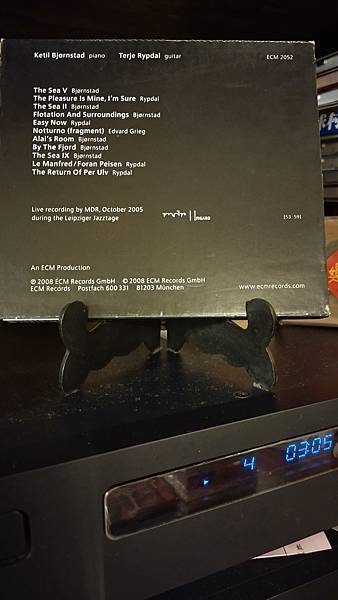 Ketil Bjørnstad piano Terje Rypdal guitar ECM 2052
The Sea V Bjørnstad
The Pleasure Is Mine, I'm Sure Rypdal
The Sea II Bjørnstad
Flotation And Surroundings Bjørnstad
Easy Now Rypdal
Notturno (fragment) Edvard Grieg
Alai's Room Bjørnstad
By The Fjord Bjørnstad
The Sea IX Bjørnstad
Le Manfred/Foran Peisen Rypdal
The Return Of Per Ulv Rypdal
Live recording by MDR, October 2005
during the Leipziger Jazztage
mdr FIGARO
[53:59]
An ECM Production
℗ 2008 ECM Records GmbH © 2008 ECM Records GmbH
ECM Records Postfach 600 331 81203 München
www.ecmrecords.com
4 03:05